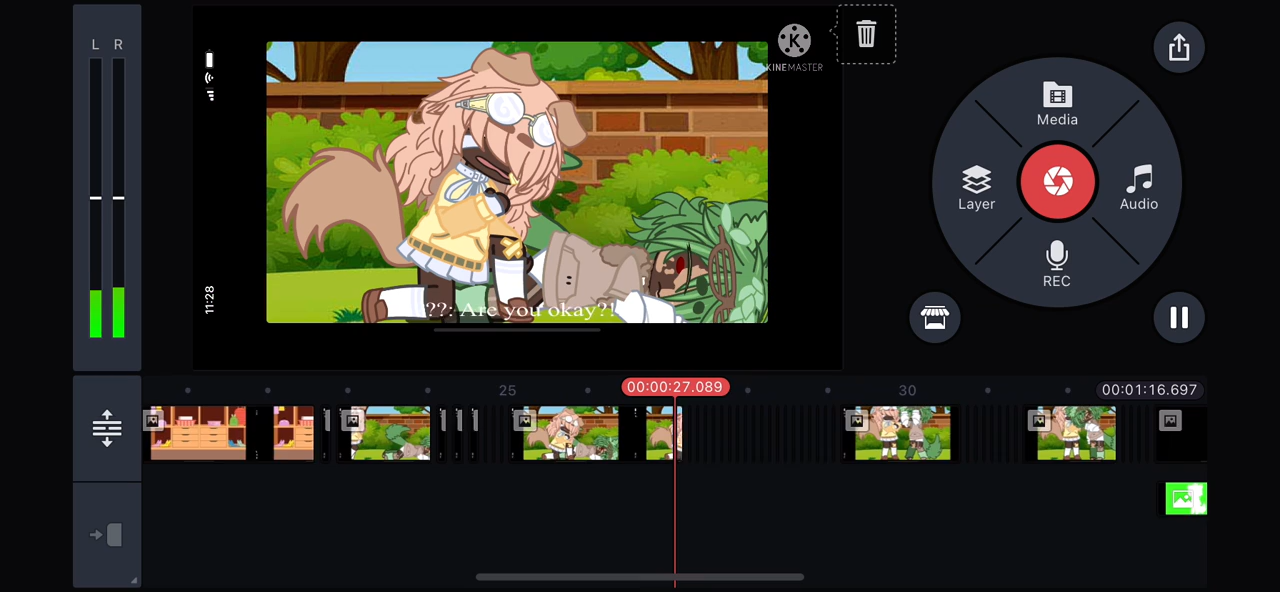 L R
11:28
KINEMASTER
??: Are you okay?!
Media
Layer
Audio
REC
25
00:00:27.089
30
00:01:16.697